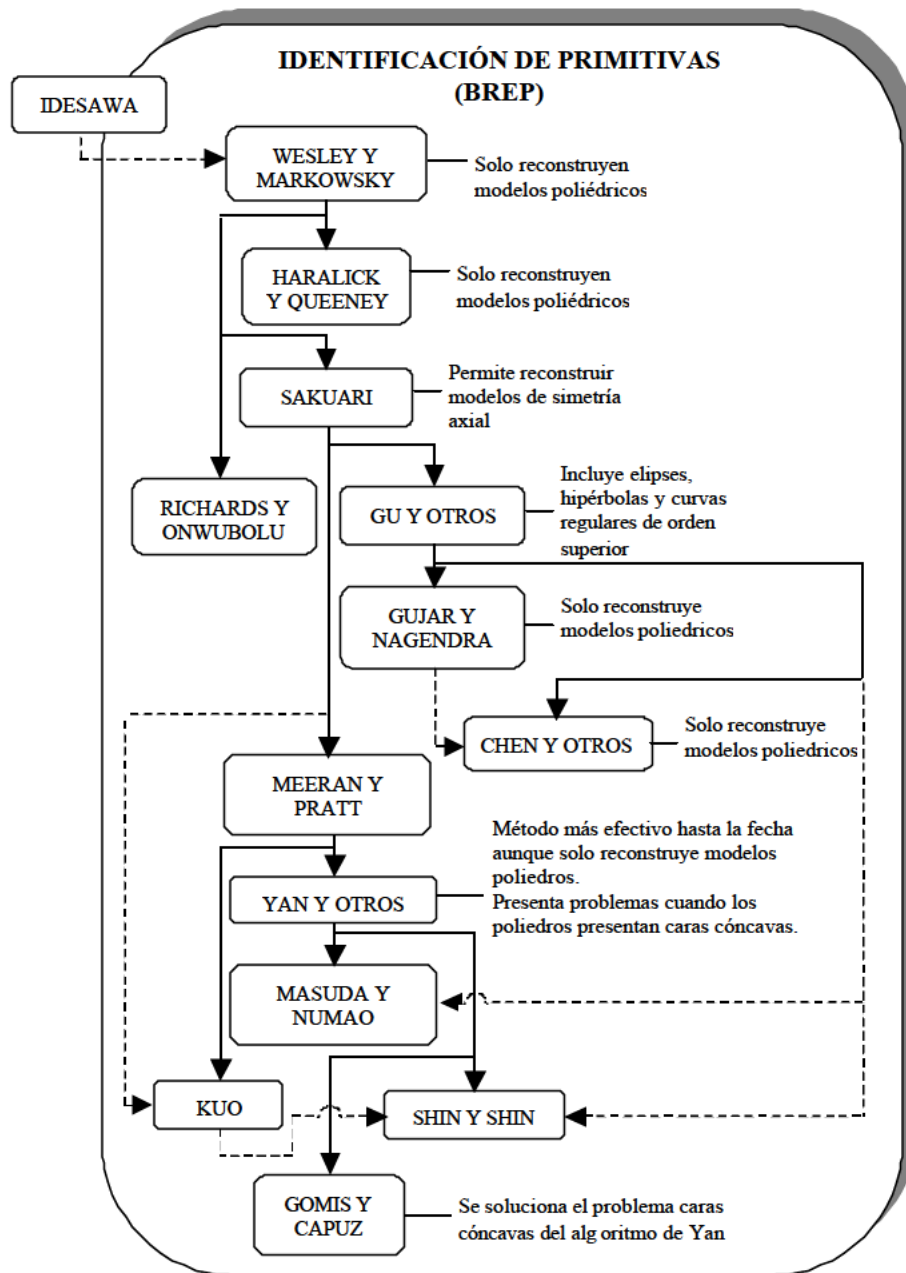 IDENTIFICACIÓN DE PRIMITIVAS
(BREP)
IDESAWA
WESLEY Y
MARKOWSKY
Solo reconstruyen
modelos poliédricos
HARALICK
Y QUEENEY
Solo reconstruyen
modelos poliédricos
SAKUARI
Permite reconstruir
modelos de simetría
axial
RICHARDS Y
ONWUBOLU
GU Y OTROS
Incluye elipses,
hipérbolas y curvas
regulares de orden
superior
GUJAR Y
NAGENDRA
Solo reconstruye
modelos poliedricos
CHEN Y OTROS
Solo reconstruye
modelos poliedricos
MEERAN Y
PRATT
Método más efectivo hasta la fecha
aunque solo reconstruye modelos
poliedros.
Presenta problemas cuando los
poliedros presentan caras cóncavas.
YAN Y OTROS
MASUDA Y
NUMAO
KUO
SHIN Y SHIN
GOMIS Y
CAPUZ
Se soluciona el problema caras
cóncavas del alg oritmo de Yan